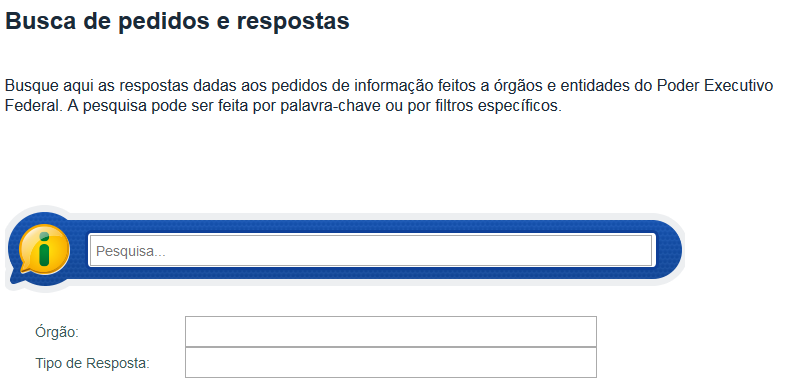 Busca de pedidos e respostas
Busque aqui as respostas dadas aos pedidos de informação feitos a órgãos e entidades do Poder Executivo
Federal. A pesquisa pode ser feita por palavra-chave ou por filtros específicos.
Pesquisa...
Órgão:
Tipo de Resposta: